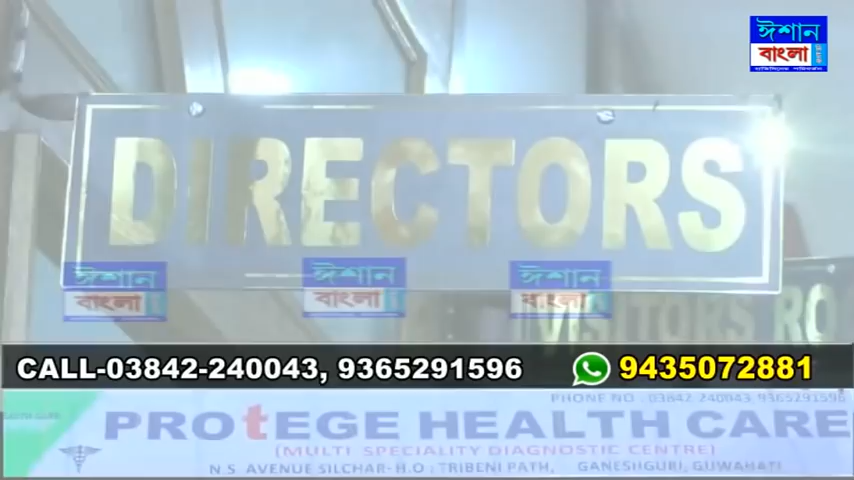 ঈশান
বাংলা
DIRECTORS
ঈশান
বাংলা
ঈশান
বাংলা
ঈশান
বাংলা
VISITORS RO
CALL-03842-240043, 9365291596
9435072881
PHONE NO. 03842 240043 9365291596
PROtEGE HEALTH CARE
(MULTI SPECIALITY DIAGNOSTIC CENTRE)
N.S AVENUE SILCHAR-H.O : TRIBENI PATH, GANESHGURI, GUWAHATI